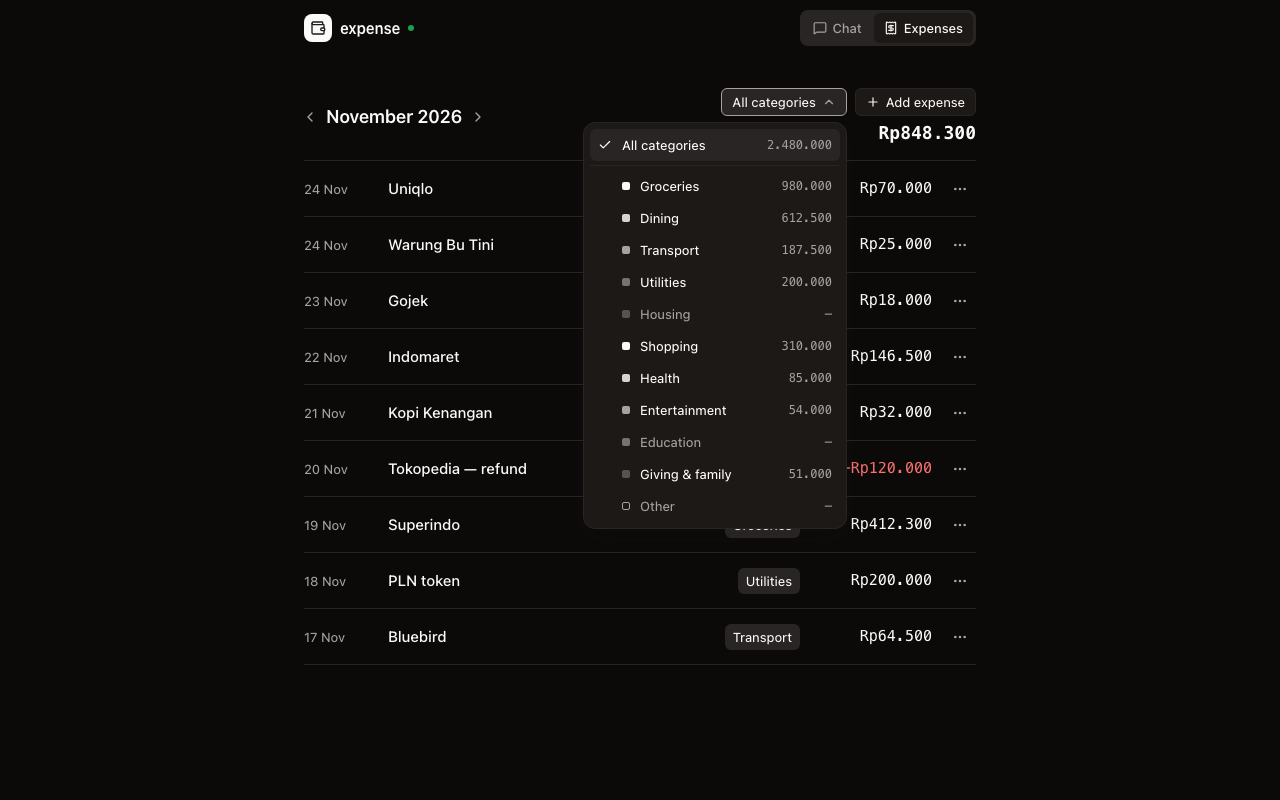 expense
Chat
Expenses
November 2026
All categories
Add expense
Rp848.300
All categories 2.480.000
Groceries 980.000
Dining 612.500
Transport 187.500
Utilities 200.000
Housing –
Shopping 310.000
Health 85.000
Entertainment 54.000
Education –
Giving & family 51.000
Other –
24 Nov Uniqlo Rp70.000
24 Nov Warung Bu Tini Rp25.000
23 Nov Gojek Rp18.000
22 Nov Indomaret Rp146.500
21 Nov Kopi Kenangan Rp32.000
20 Nov Tokopedia — refund -Rp120.000
19 Nov Superindo Rp412.300
18 Nov PLN token Utilities Rp200.000
17 Nov Bluebird Transport Rp64.500